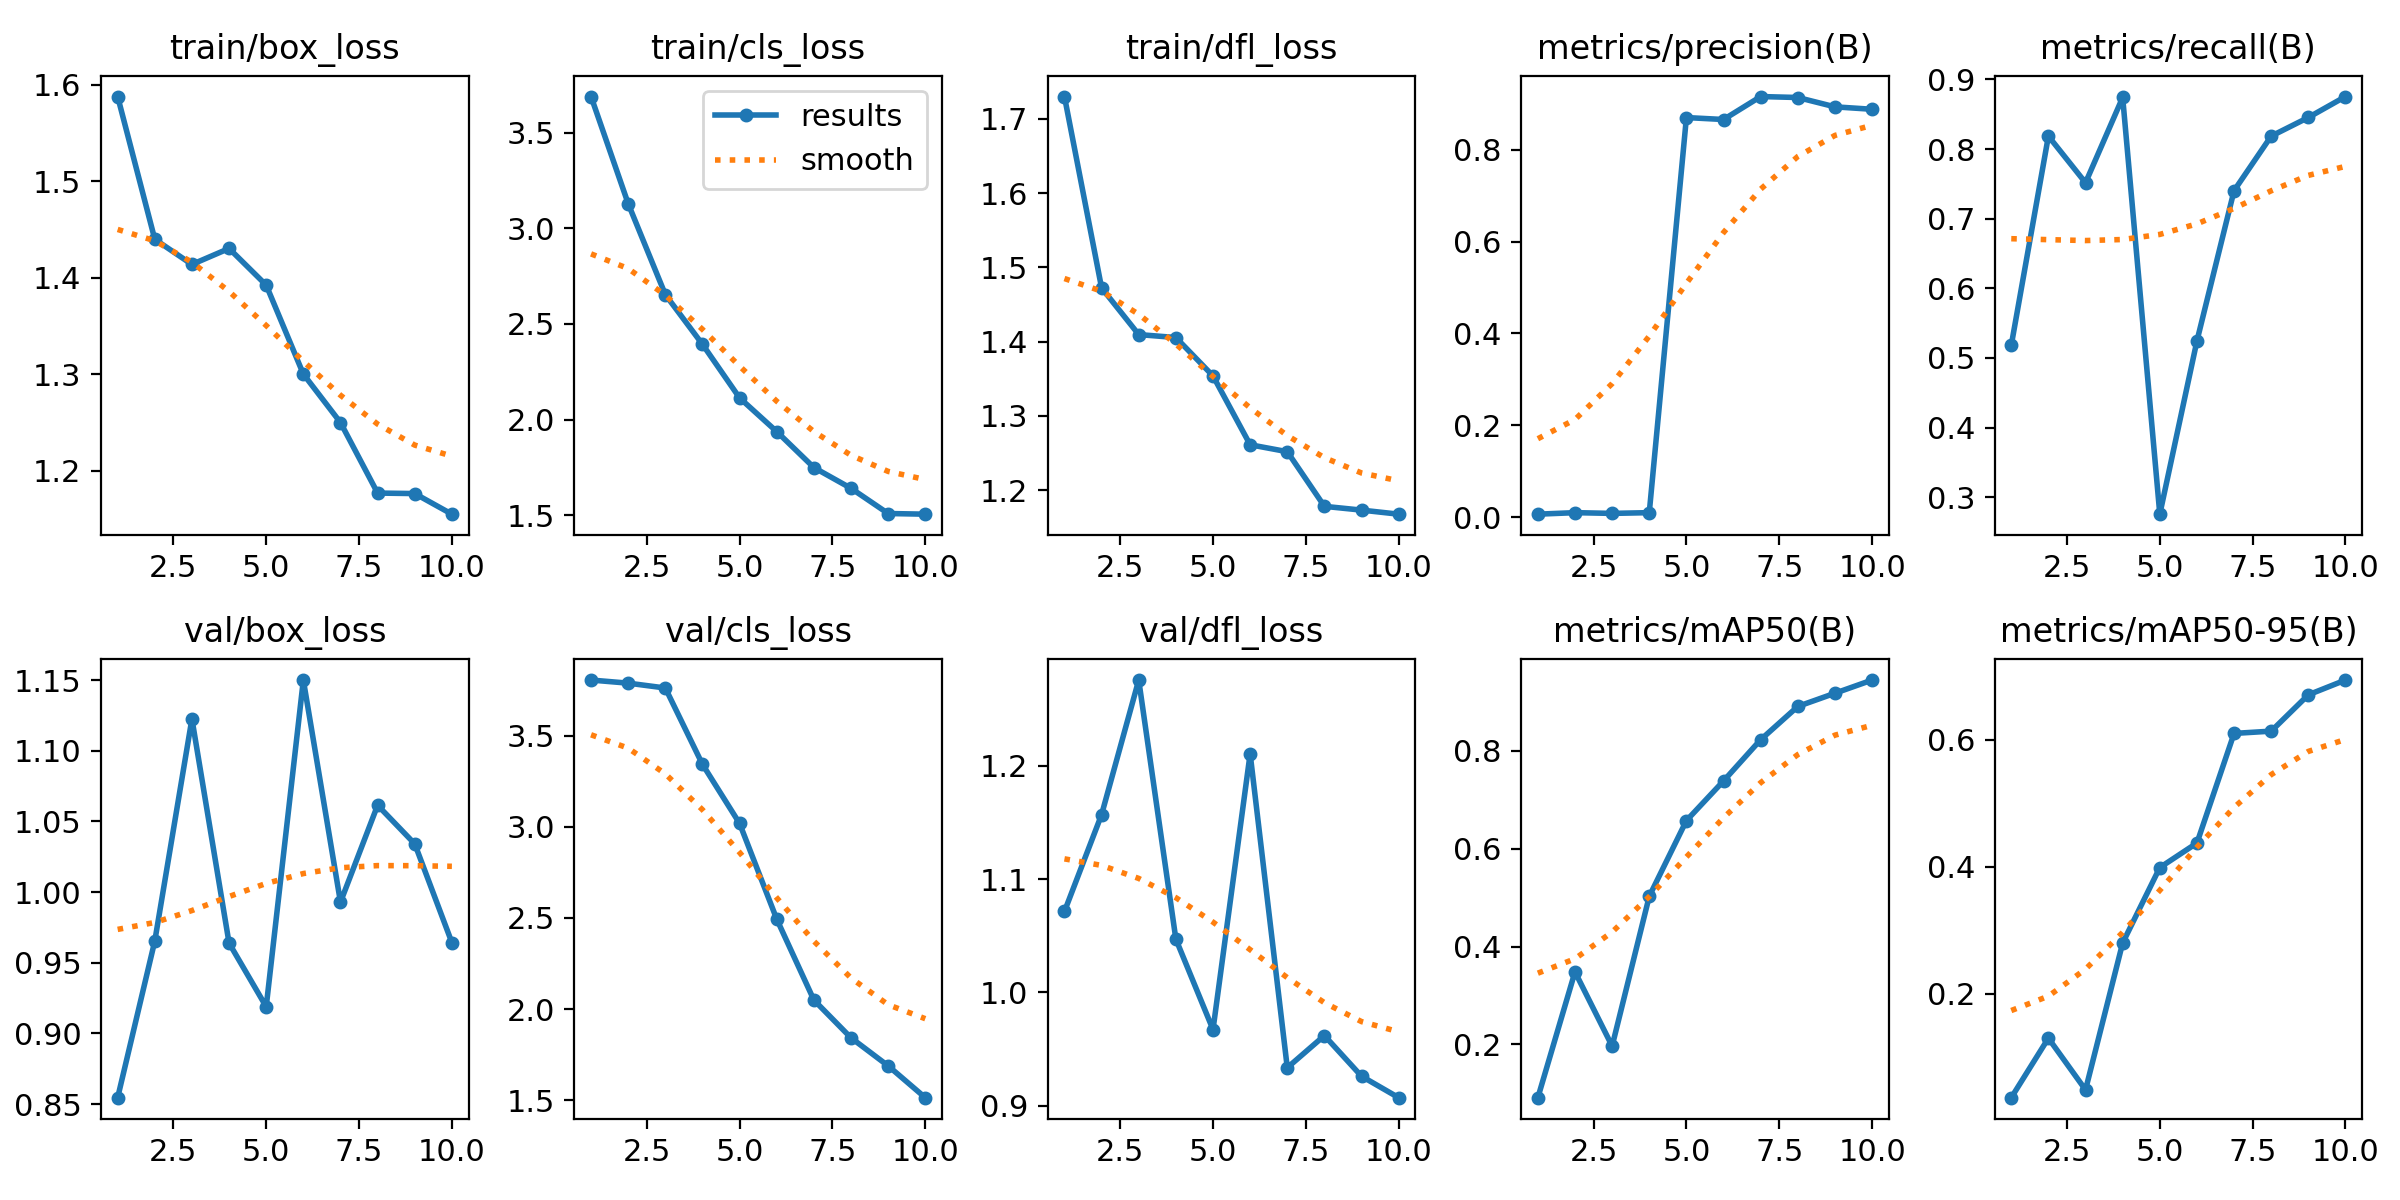 train/box_loss
1.6
1.5
1.4
1.3
1.2
2.5 5.0 7.5 10.0
train/cls_loss
results
smooth
3.5
3.0
2.5
2.0
1.5
2.5 5.0 7.5 10.0
train/dfl_loss
1.7
1.6
1.5
1.4
1.3
1.2
2.5 5.0 7.5 10.0
metrics/precision(B)
0.8
0.6
0.4
0.2
0.0
2.5 5.0 7.5 10.0
metrics/recall(B)
0.9
0.8
0.7
0.6
0.5
0.4
0.3
2.5 5.0 7.5 10.0
val/box_loss
1.15
1.10
1.05
1.00
0.95
0.90
0.85
2.5 5.0 7.5 10.0
val/cls_loss
3.5
3.0
2.5
2.0
1.5
2.5 5.0 7.5 10.0
val/dfl_loss
1.2
1.1
1.0
0.9
2.5 5.0 7.5 10.0
metrics/mAP50(B)
0.8
0.6
0.4
0.2
2.5 5.0 7.5 10.0
metrics/mAP50-95(B)
0.6
0.4
0.2
2.5 5.0 7.5 10.0